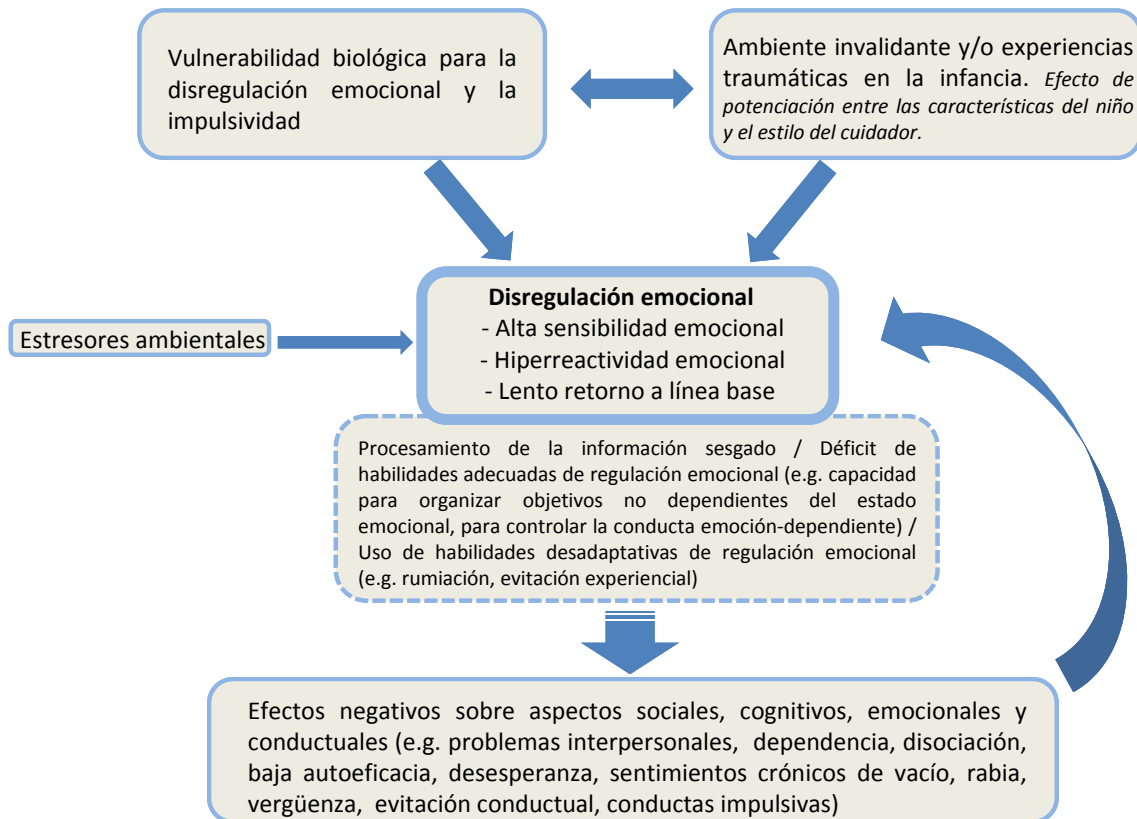 Vulnerabilidad biológica para la
disregulación emocional y la
impulsividad
Ambiente invalidante y/o experiencias
traumáticas en la infancia. Efecto de
potenciación entre las características del niño
y el estilo del cuidador.
Disregulación emocional
- Alta sensibilidad emocional
- Hiperreactividad emocional
- Lento retorno a línea base
Estresores ambientales
Procesamiento de la información sesgado / Déficit de
habilidades adecuadas de regulación emocional (e.g. capacidad
para organizar objetivos no dependientes del estado
emocional, para controlar la conducta emoción-dependiente) /
Uso de habilidades desadaptativas de regulación emocional
(e.g. rumiación, evitación experiencial)
Efectos negativos sobre aspectos sociales, cognitivos, emocionales y
conductuales (e.g. problemas interpersonales, dependencia, disociación,
baja autoeficacia, desesperanza, sentimientos crónicos de vacío, rabia,
vergüenza, evitación conductual, conductas impulsivas)